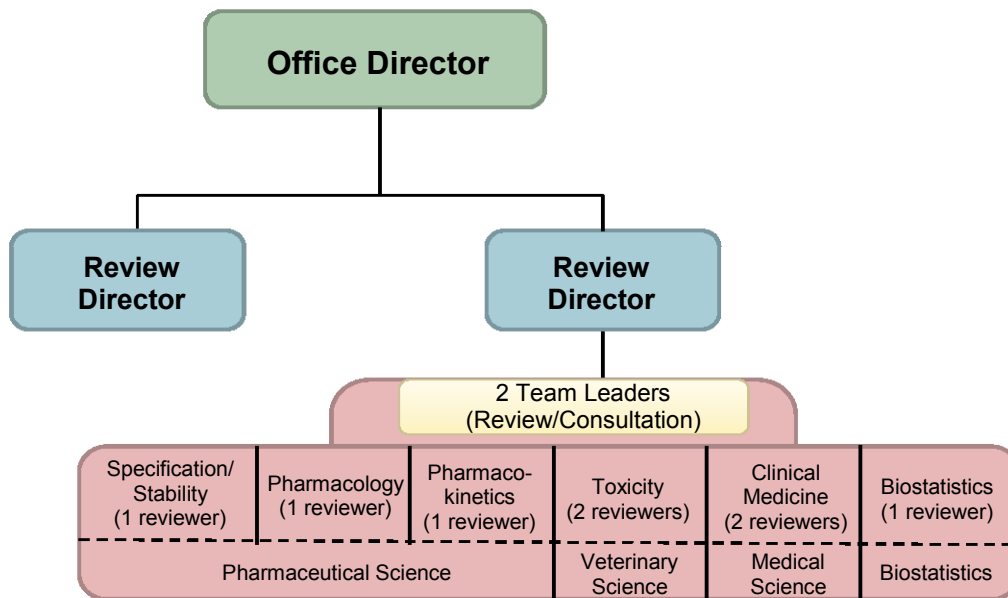 Office Director
Review
Director
Review
Director
2 Team Leaders
(Review/Consultation)
Specification/
Stability
(1 reviewer)
Pharmacology
(1 reviewer)
Pharmaco-
kinetics
(1 reviewer)
Toxicity
(2 reviewers)
Clinical
Medicine
(2 reviewers)
Biostatistics
(1 reviewer)
Pharmaceutical Science
Veterinary
Science
Medical
Science
Biostatistics